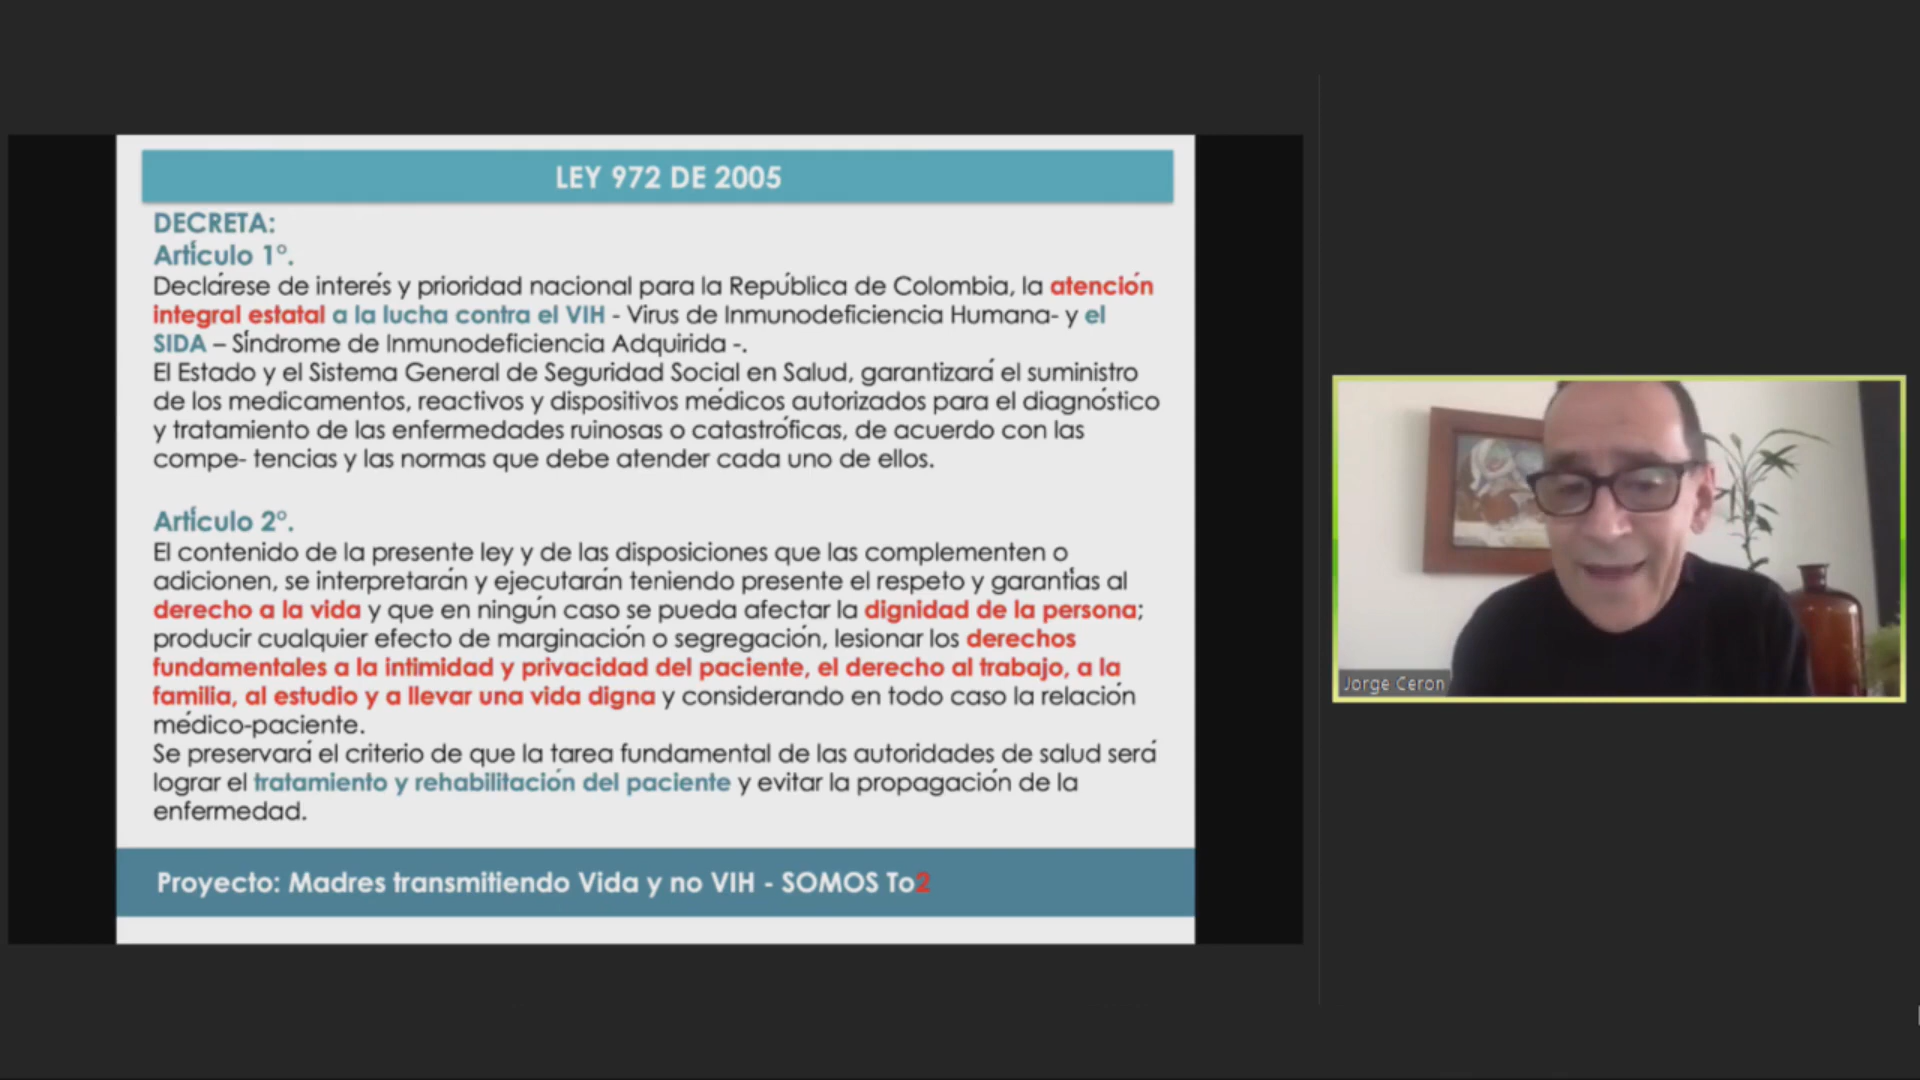 LEY 972 DE 2005
DECRETA:
Artículo 1°.
Declárese de interés y prioridad nacional para la República de Colombia, la atención
integral estatal a la lucha contra el VIH - Virus de Inmunodeficiencia Humana- y el
SIDA – Síndrome de Inmunodeficiencia Adquirida -.
El Estado y el Sistema General de Seguridad Social en Salud, garantizará el suministro
de los medicamentos, reactivos y dispositivos médicos autorizados para el diagnóstico
y tratamiento de las enfermedades ruinosas o catastróficas, de acuerdo con las
compe- tencias y las normas que debe atender cada uno de ellos.
Artículo 2°.
El contenido de la presente ley y de las disposiciones que las complementen o
adicionen, se interpretarán y ejecutarán teniendo presente el respeto y garantías al
derecho a la vida y que en ningún caso se pueda afectar la dignidad de la persona;
producir cualquier efecto de marginación o segregación, lesionar los derechos
fundamentales a la intimidad y privacidad del paciente, el derecho al trabajo, a la
familia, al estudio y a llevar una vida digna y considerando en todo caso la relación
médico-paciente.
Se preservará el criterio de que la tarea fundamental de las autoridades de salud será
lograr el tratamiento y rehabilitación del paciente y evitar la propagación de la
enfermedad.
Proyecto: Madres transmitiendo Vida y no VIH - SOMOS To2
Jorge Ceron